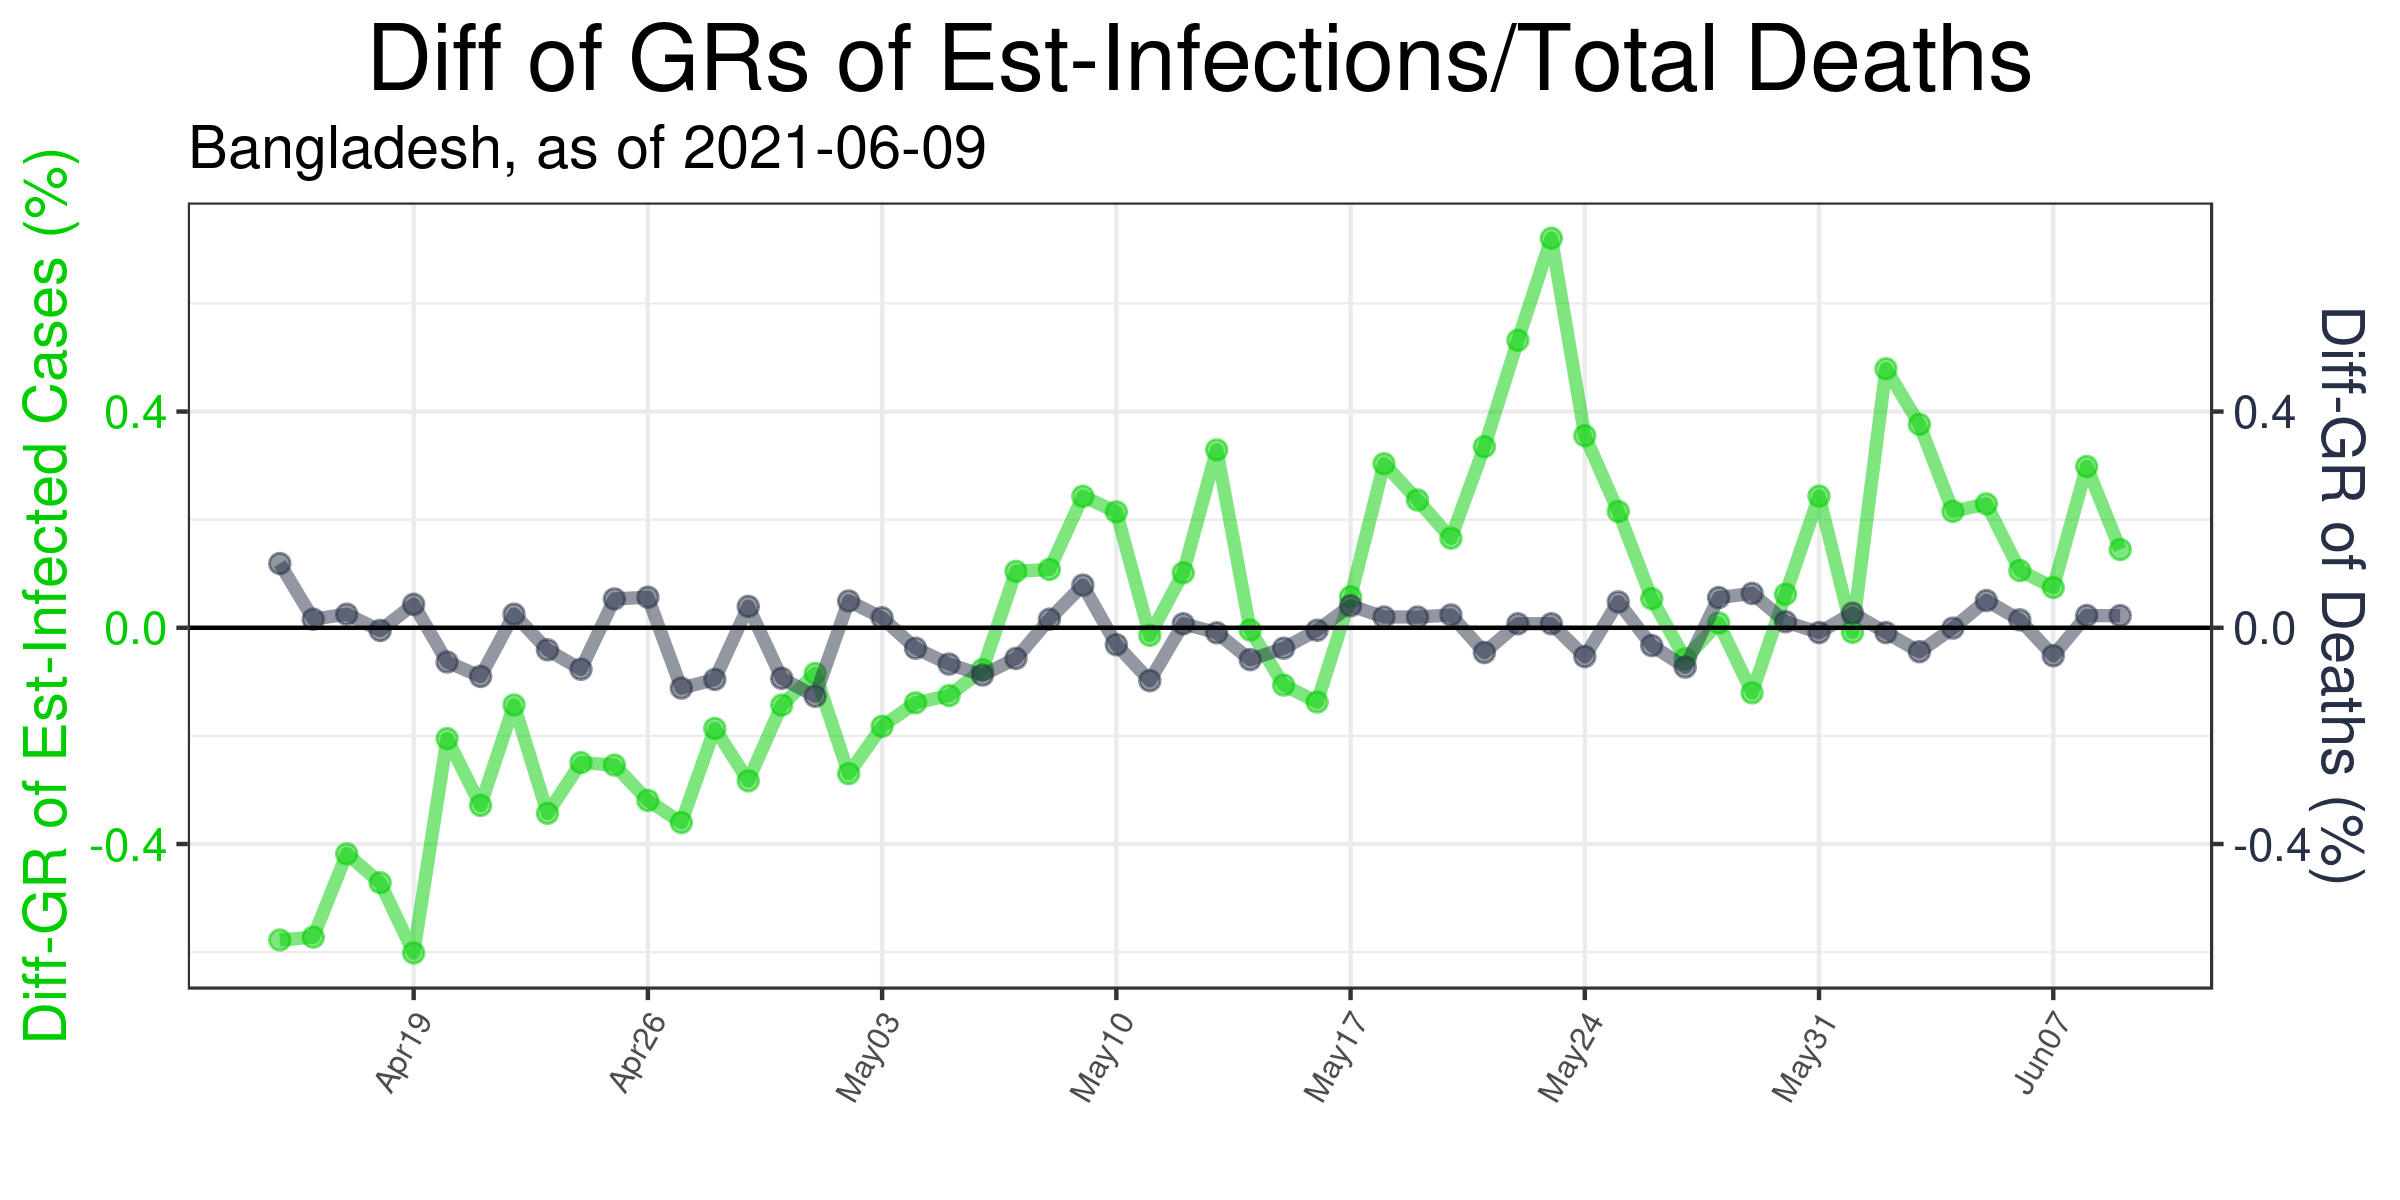 Diff of GRs of Est-Infections/Total Deaths
Bangladesh, as of 2021-06-09
Diff-GR of Est-Infected Cases (%)
0.4
0.0
-0.4
0.4
0.0
-0.4
Diff-GR of Deaths (%)
Apr19
Apr26
May03
May10
May17
May24
May31
Jun07